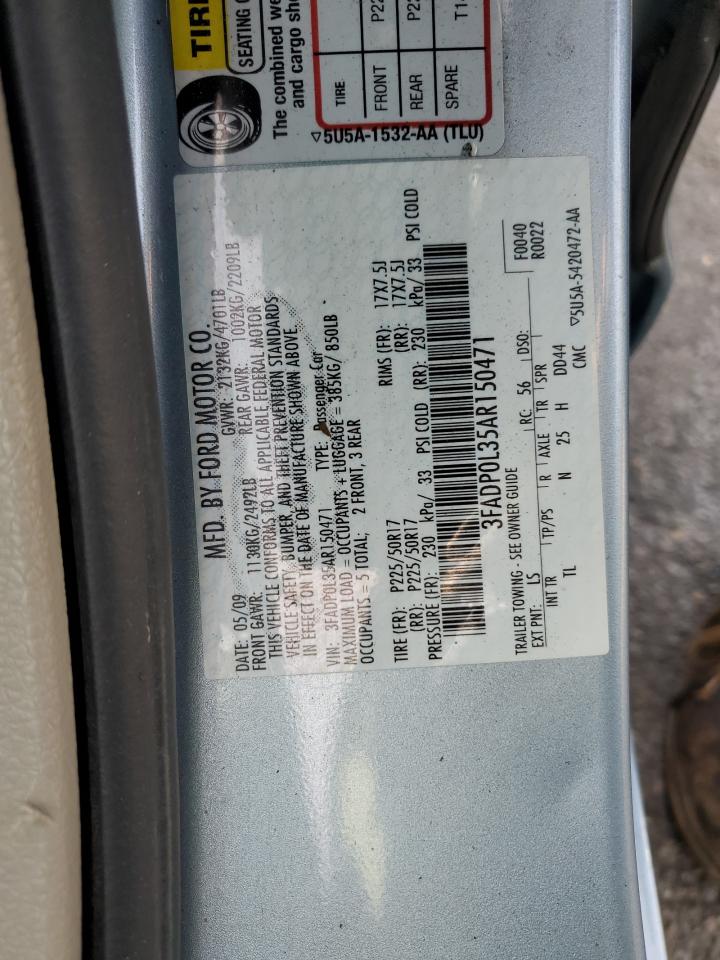 TIRE
SEATING
The combined we
and cargo sho
TIRE
FRONT P22
REAR P22
SPARE T1
▽5U5A-1532-AA (TLU)
MFD. BY FORD MOTOR CO.
DATE: 05/09 GVWR: 2132KG/4701LB
FRONT GAWR: 1130KG/2492LB REAR GAWR: 1002KG/2209LB
THIS VEHICLE CONFORMS TO ALL APPLICABLE FEDERAL MOTOR
VEHICLE SAFETY, BUMPER, AND THEFT PREVENTION STANDARDS
IN EFFECT ON THE DATE OF MANUFACTURE SHOWN ABOVE.
VIN: 3FADP0L35AR150471 TYPE: Passenger Car
MAXIMUM LOAD = OCCUPANTS + LUGGAGE = 385KG/ 850LB
OCCUPANTS = 5 TOTAL; 2 FRONT, 3 REAR
TIRE (FR): P225/50R17 RIMS (FR): 17X7.5J
(RR): P225/50R17 (RR): 17X7.5J
PRESSURE (FR): 230 kPa/ 33 PSI COLD (RR): 230 kPa/ 33 PSI COLD
3FADP0L35AR150471
TRAILER TOWING - SEE OWNER GUIDE F0040
R0022
EXT PNT: LS RC: 56 DSO:
INT TR TP/PS R AXLE TR SPR
TL N 25 H DD44
CMC ▽5U5A-5420472-AA